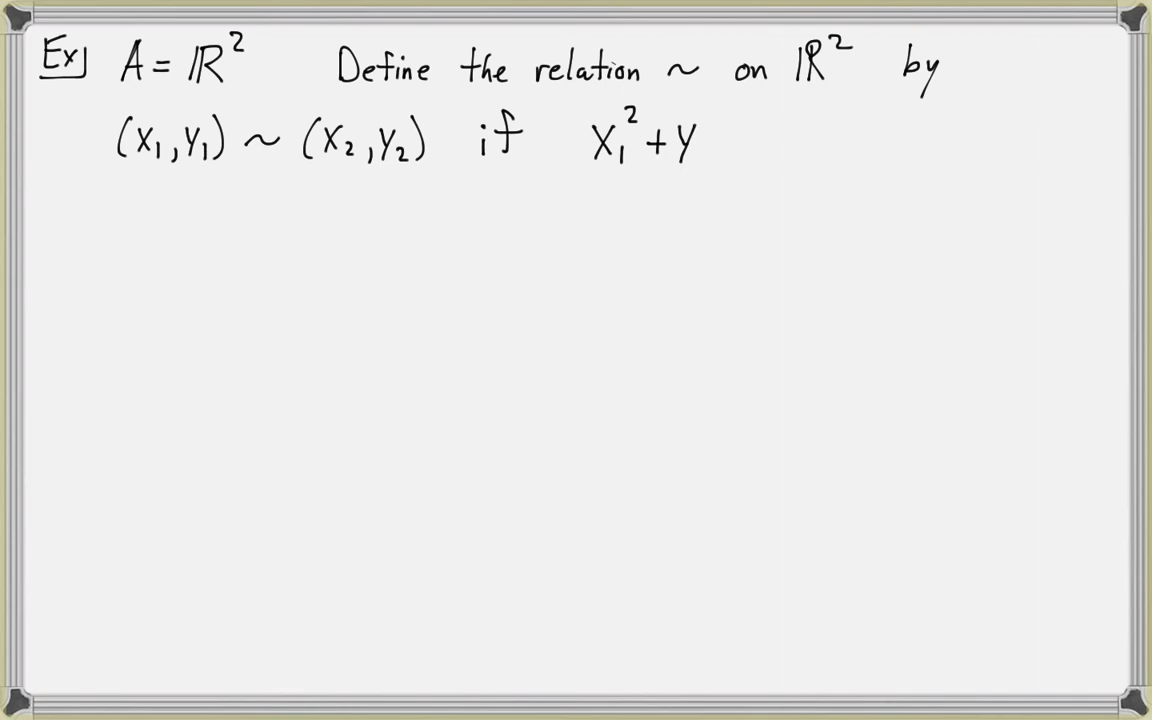 Ex] A = ℝ² Define the relation ~ on ℝ² by
(x₁,y₁) ~ (x₂,y₂) if x₁² + y